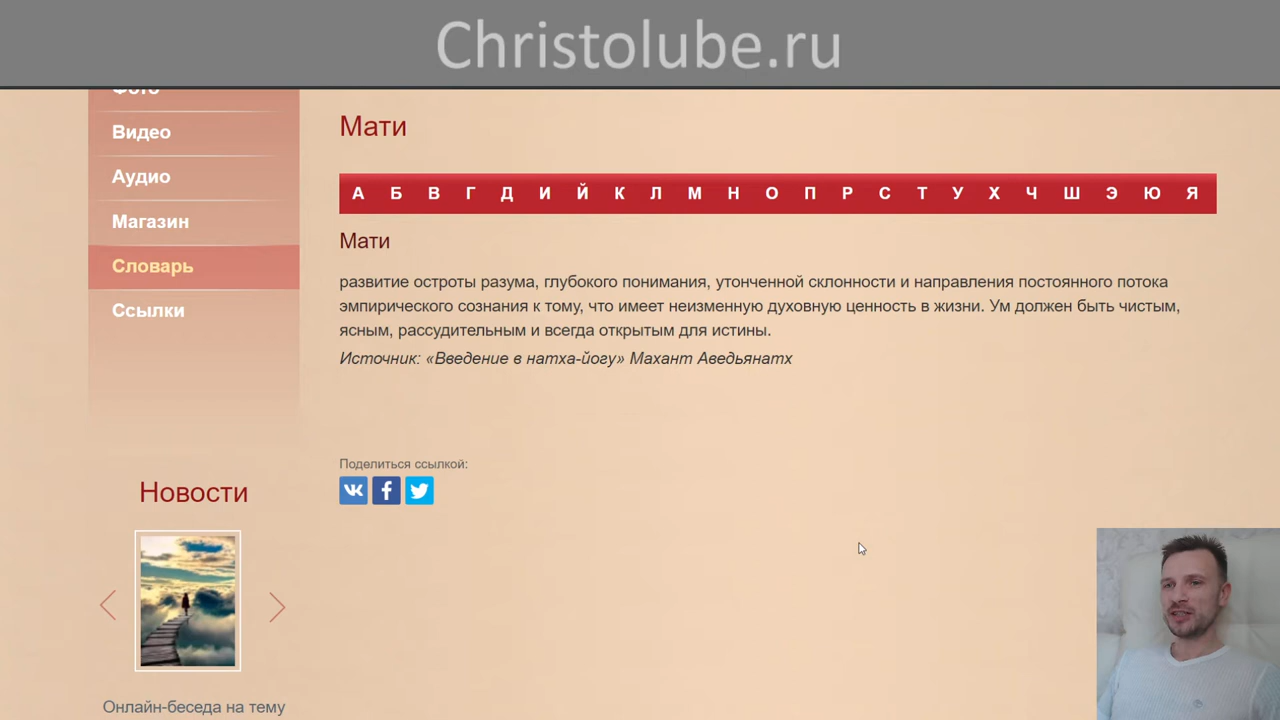 Christolube.ru
Фото
Видео
Аудио
Магазин
Словарь
Ссылки
Мати
А Б В Г Д И Й К Л М Н О П Р С Т У Х Ч Ш Э Ю Я
Мати
развитие остроты разума, глубокого понимания, утонченной склонности и направления постоянного потока
эмпирического сознания к тому, что имеет неизменную духовную ценность в жизни. Ум должен быть чистым,
ясным, рассудительным и всегда открытым для истины.
Источник: «Введение в натха-йогу» Махант Аведьянатх
Поделиться ссылкой:
Новости
Онлайн-беседа на тему